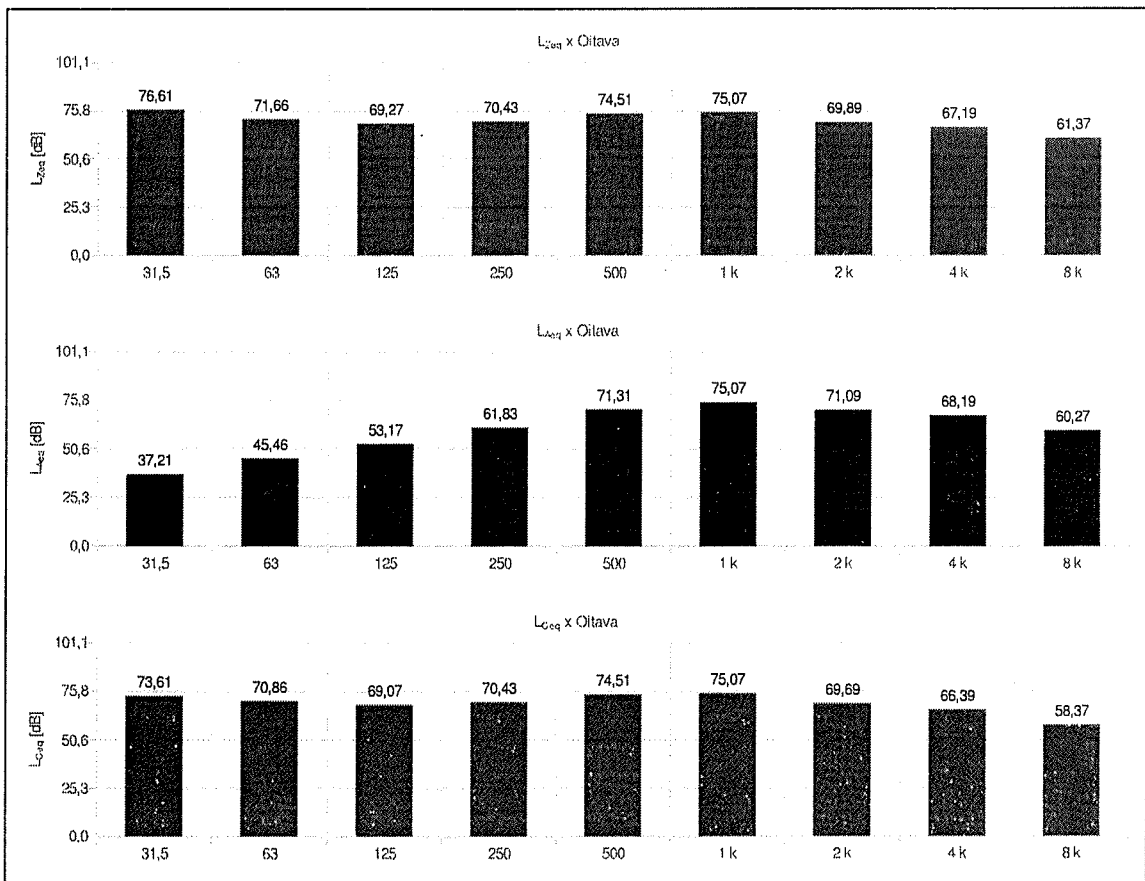 LZeq x Oitava
101,1
75,8
50,6
25,3
0,0
LZeq [dB]
76,61 71,66 69,27 70,43 74,51 75,07 69,89 67,19 61,37
31,5 63 125 250 500 1 k 2 k 4 k 8 k
LAeq x Oitava
101,1
75,8
50,6
25,3
0,0
LAeq [dB]
37,21 45,46 53,17 61,83 71,31 75,07 71,09 68,19 60,27
31,5 63 125 250 500 1 k 2 k 4 k 8 k
LCeq x Oitava
101,1
75,8
50,6
25,3
0,0
LCeq [dB]
73,61 70,86 69,07 70,43 74,51 75,07 69,69 66,39 58,37
31,5 63 125 250 500 1 k 2 k 4 k 8 k